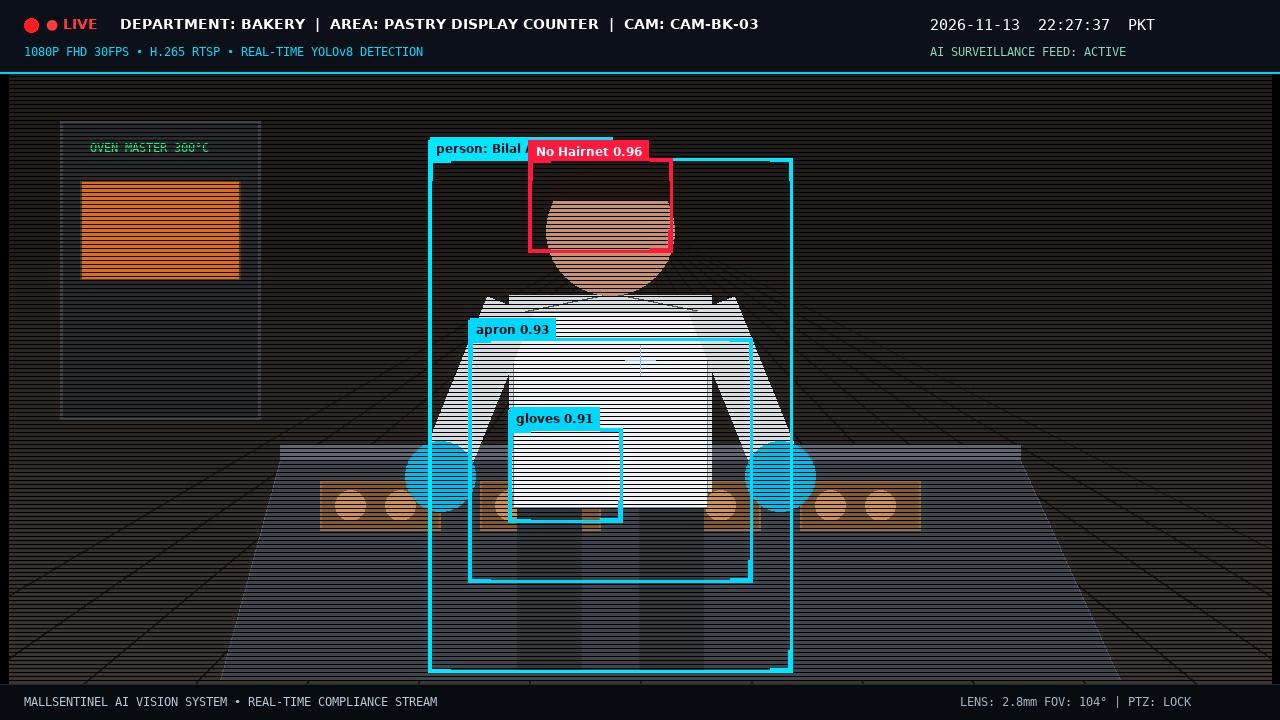 ● LIVE
DEPARTMENT: BAKERY | AREA: PASTRY DISPLAY COUNTER | CAM: CAM-BK-03
2026-11-13 22:27:37 PKT
1080P FHD 30FPS • H.265 RTSP • REAL-TIME YOLOv8 DETECTION
AI SURVEILLANCE FEED: ACTIVE
OVEN MASTER 300°C
person: Bilal
No Hairnet 0.96
apron 0.93
gloves 0.91
MALLSENTINEL AI VISION SYSTEM • REAL-TIME COMPLIANCE STREAM
LENS: 2.8mm FOV: 104° | PTZ: LOCK